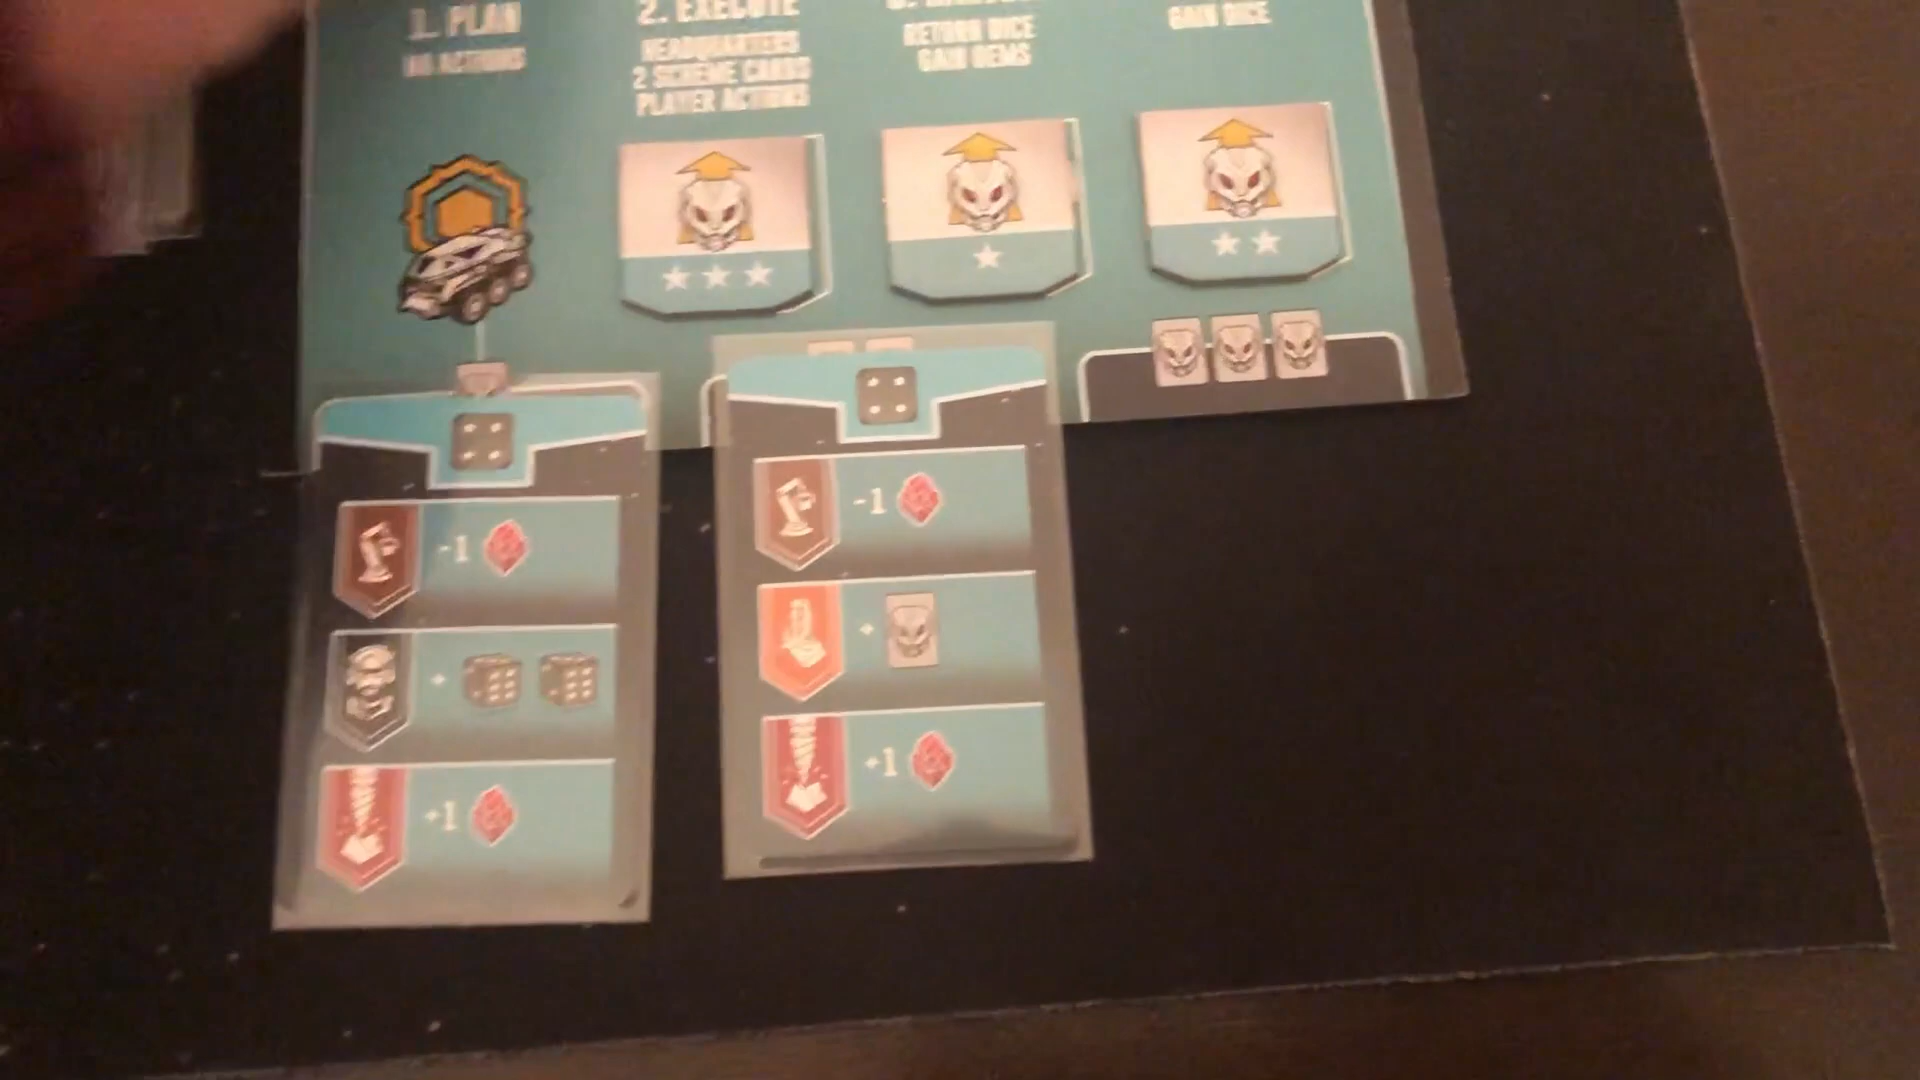 1. PLAN
NO ACTIONS
2. EXECUTE
HEADQUARTERS
2 SCHEME CARDS
PLAYER ACTIONS
RETURN DICE
GAIN GEMS
GAIN DICE
-1
+
+1
-1
+
+1